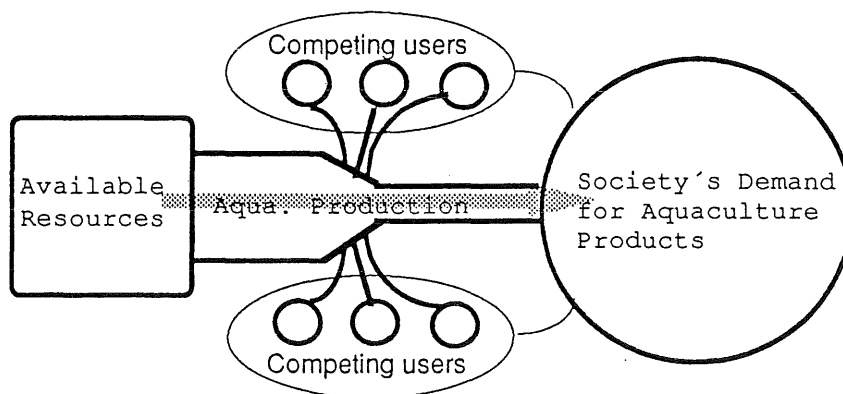 Competing users
Available
Resources
Aqua. Production
Society´s Demand
for Aquaculture
Products
Competing users